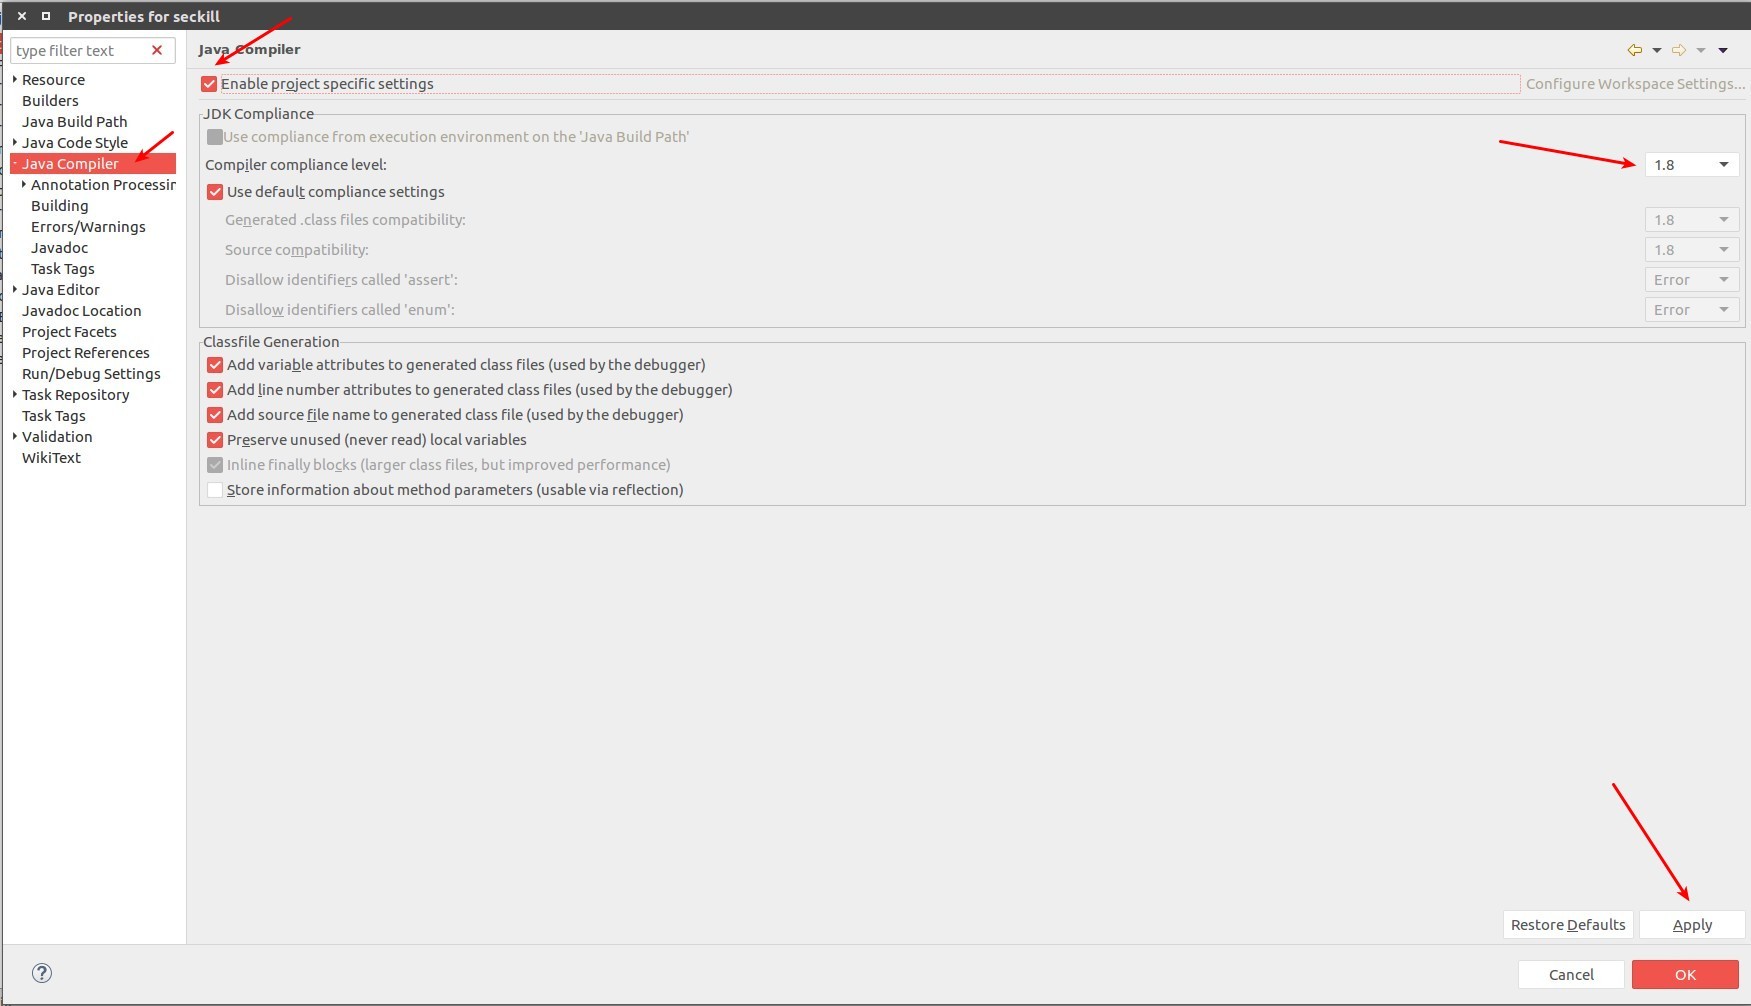 Properties for seckill
type filter text
Resource
Builders
Java Build Path
Java Code Style
Java Compiler
Annotation Processin
Building
Errors/Warnings
Javadoc
Task Tags
Java Editor
Javadoc Location
Project Facets
Project References
Run/Debug Settings
Task Repository
Task Tags
Validation
WikiText
Java Compiler
Enable project specific settings
Configure Workspace Settings...
JDK Compliance
Use compliance from execution environment on the 'Java Build Path'
Compiler compliance level:
1.8
Use default compliance settings
Generated .class files compatibility:
1.8
Source compatibility:
1.8
Disallow identifiers called 'assert':
Error
Disallow identifiers called 'enum':
Error
Classfile Generation
Add variable attributes to generated class files (used by the debugger)
Add line number attributes to generated class files (used by the debugger)
Add source file name to generated class file (used by the debugger)
Preserve unused (never read) local variables
Inline finally blocks (larger class files, but improved performance)
Store information about method parameters (usable via reflection)
Restore Defaults
Apply
?
Cancel
OK